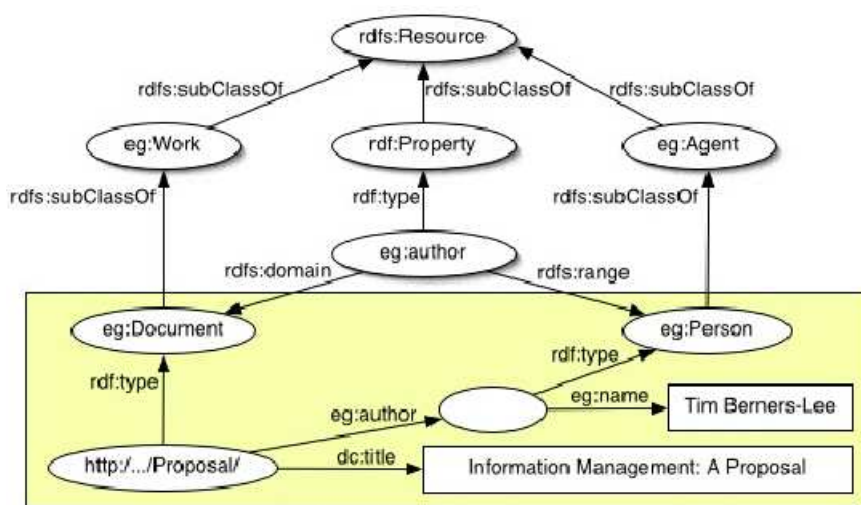 rdfs:Resource
rdfs:subClassOf
rdfs:subClassOf
rdfs:subClassOf
eg:Work
rdf:Property
eg:Agent
rdfs:subClassOf
rdf:type
rdfs:subClassOf
eg:author
rdfs:domain
rdfs:range
eg:Document
eg:Person
rdf:type
rdf:type
eg:author
eg:name
Tim Berners-Lee
http:/.../Proposal/
dc:title
Information Management: A Proposal